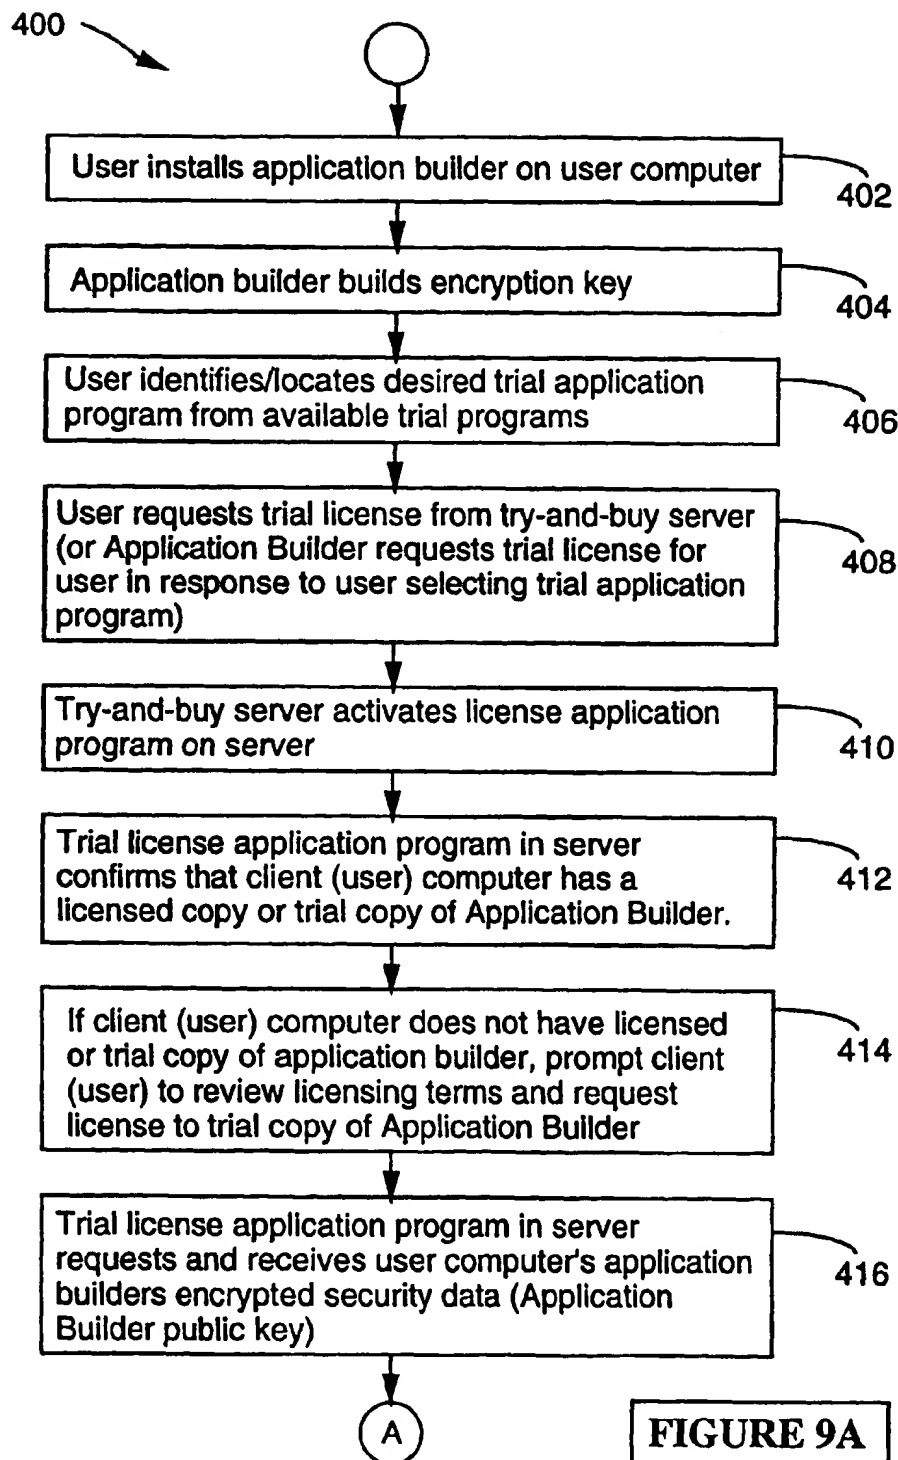 400
User installs application builder on user computer
402
Application builder builds encryption key
404
User identifies/locates desired trial application
program from available trial programs
406
User requests trial license from try-and-buy server
(or Application Builder requests trial license for
user in response to user selecting trial application
program)
408
Try-and-buy server activates license application
program on server
410
Trial license application program in server
confirms that client (user) computer has a
licensed copy or trial copy of Application Builder.
412
If client (user) computer does not have licensed
or trial copy of application builder, prompt client
(user) to review licensing terms and request
license to trial copy of Application Builder
414
Trial license application program in server
requests and receives user computer's application
builders encrypted security data (Application
Builder public key)
416
A
FIGURE 9A